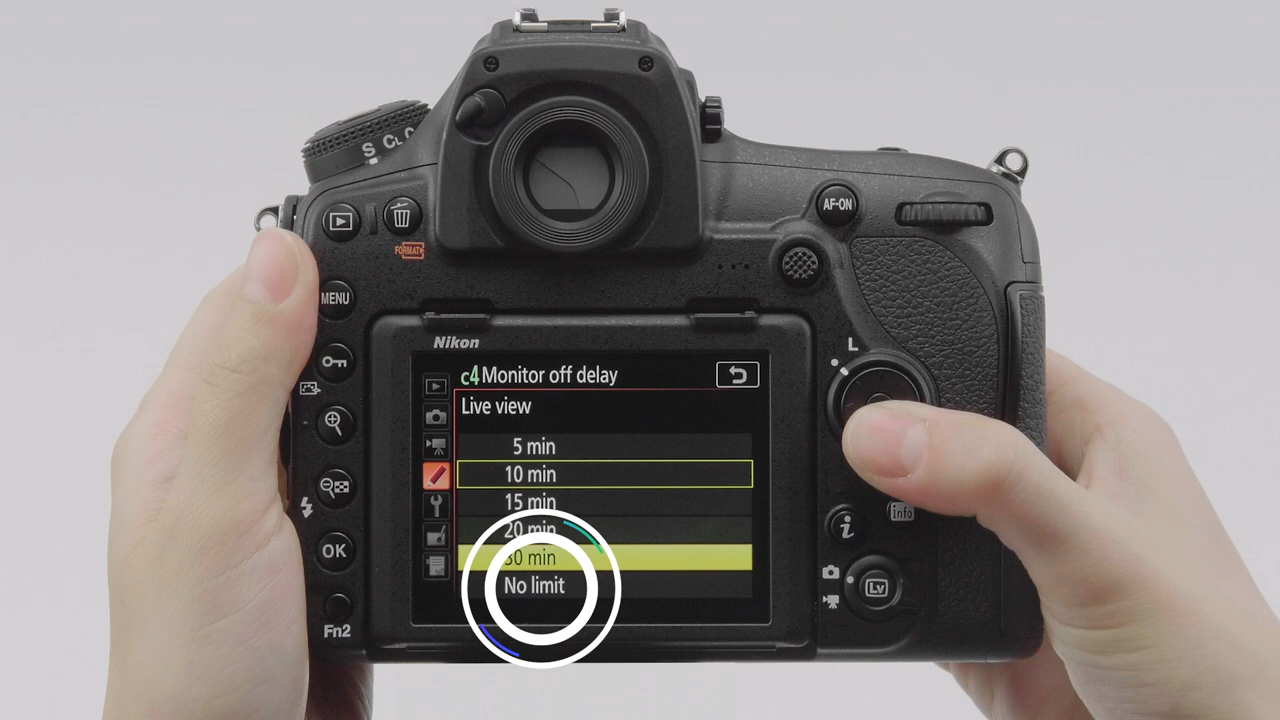 S CL C
AF-ON
FORMAT
MENU
L
Nikon
c4 Monitor off delay
Live view
5 min
10 min
15 min
20 min
30 min
No limit
info
i
OK
Lv
Fn2